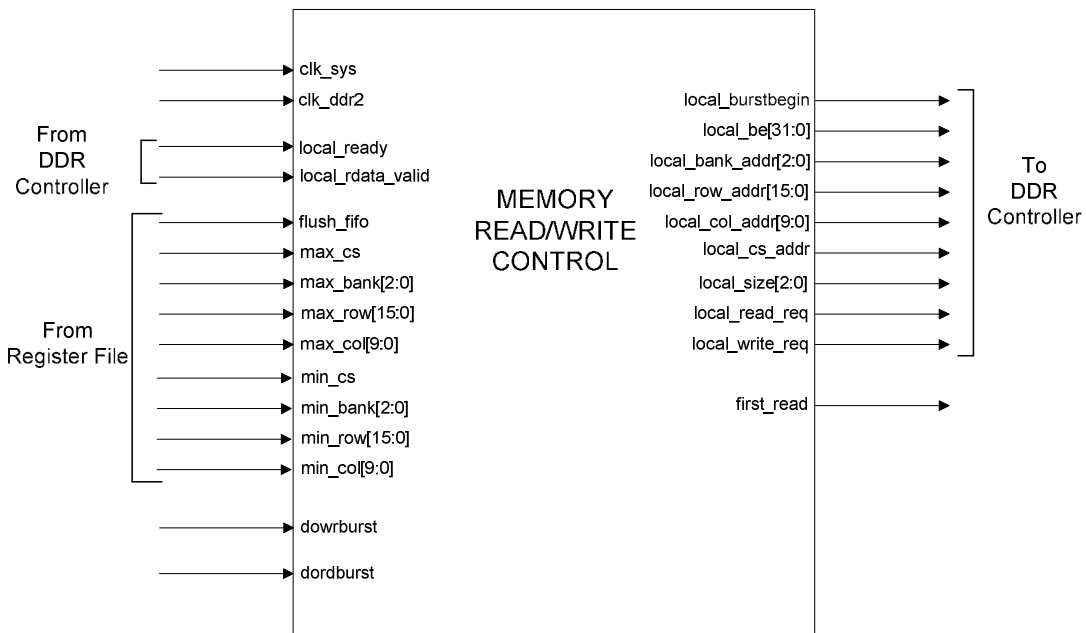 clk_sys
clk_ddr2
From
DDR
Controller
local_ready
local_rdata_valid
flush_fifo
max_cs
max_bank[2:0]
max_row[15:0]
max_col[9:0]
From
Register File
min_cs
min_bank[2:0]
min_row[15:0]
min_col[9:0]
dowrburst
dordburst
MEMORY
READ/WRITE
CONTROL
local_burstbegin
local_be[31:0]
local_bank_addr[2:0]
local_row_addr[15:0]
local_col_addr[9:0]
local_cs_addr
local_size[2:0]
local_read_req
local_write_req
first_read
To
DDR
Controller